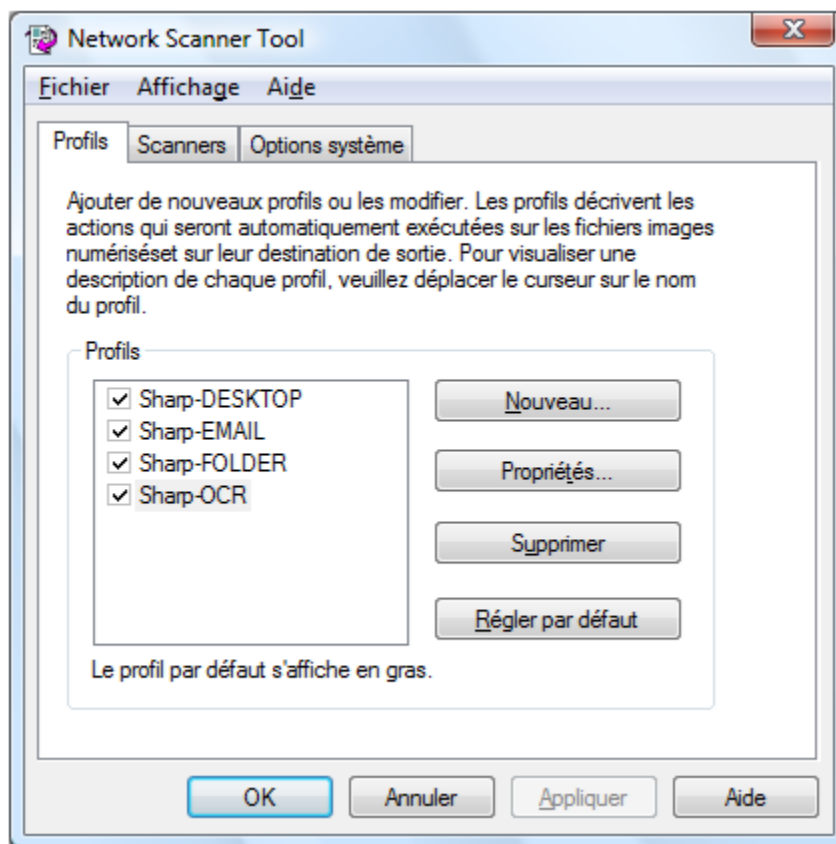 Network Scanner Tool
Fichier Affichage Aide
Profils Scanners Options système
Ajouter de nouveaux profils ou les modifier. Les profils décrivent les
actions qui seront automatiquement exécutées sur les fichiers images
numériséset sur leur destination de sortie. Pour visualiser une
description de chaque profil, veuillez déplacer le curseur sur le nom
du profil.
Profils
Sharp-DESKTOP
Sharp-EMAIL
Sharp-FOLDER
Sharp-OCR
Nouveau...
Propriétés...
Supprimer
Régler par défaut
Le profil par défaut s'affiche en gras.
OK Annuler Appliquer Aide